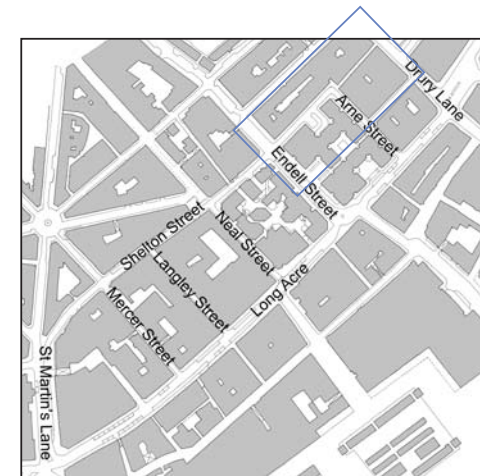 Drury Lane
Arne Street
Endell Street
Shelton Street
Neal Street
Langley Street
Long Acre
Mercer Street
St Martin's Lane